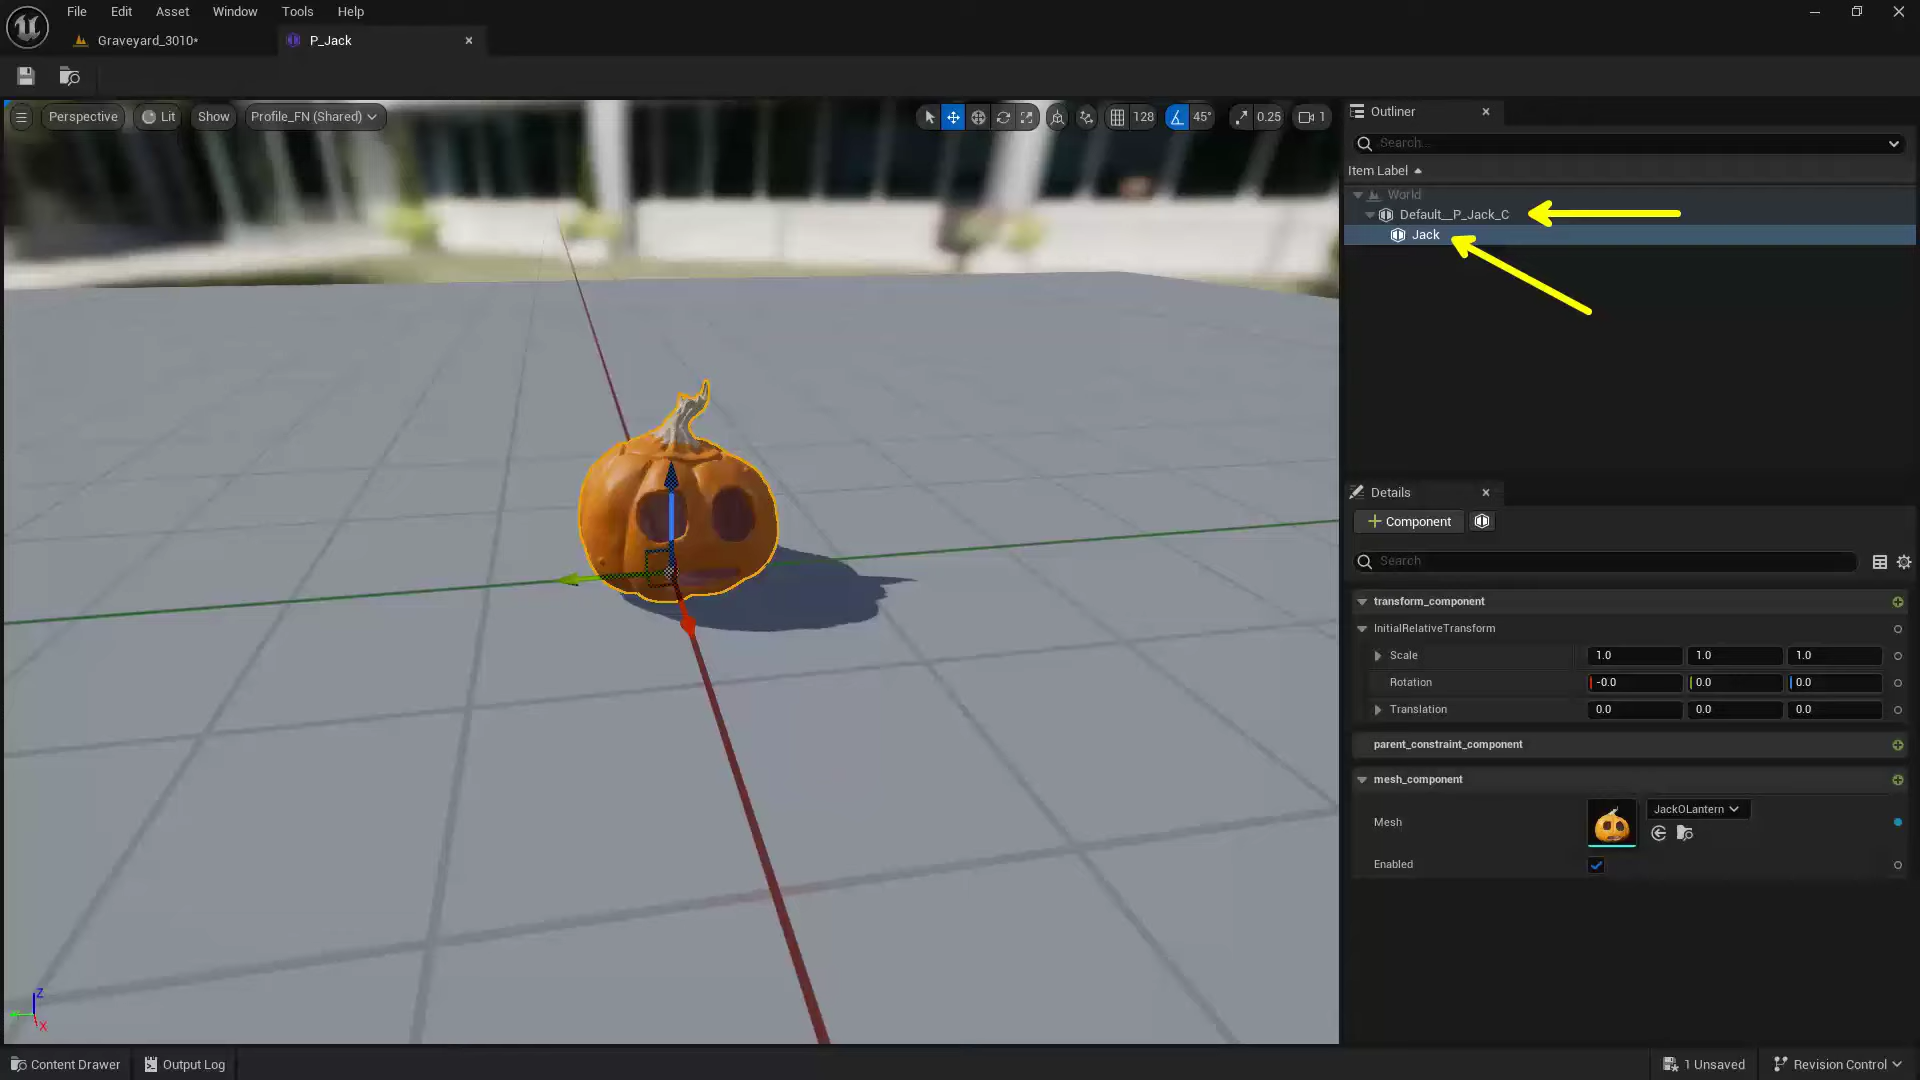 File Edit Asset Window Tools Help
Graveyard_3010*
P_Jack
Perspective
Lit
Show
Profile_FN (Shared)
128
45°
0.25
1
Outliner
Search...
Item Label
World
Default__P_Jack_C
Jack
Details
Component
Search
transform_component
InitialRelativeTransform
Scale 1.0 1.0 1.0
Rotation -0.0 0.0 0.0
Translation 0.0 0.0 0.0
parent_constraint_component
mesh_component
JackOLantern
Mesh
Enabled
Z
X
Content Drawer
Output Log
1 Unsaved
Revision Control